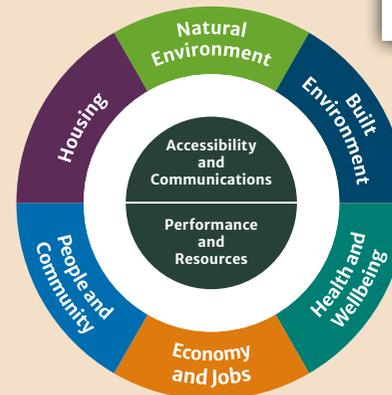 Natural
Environment
Built
Environment
Health and
Wellbeing
Economy
and Jobs
People and
Community
Housing
Accessibility
and
Communications
Performance
and
Resources